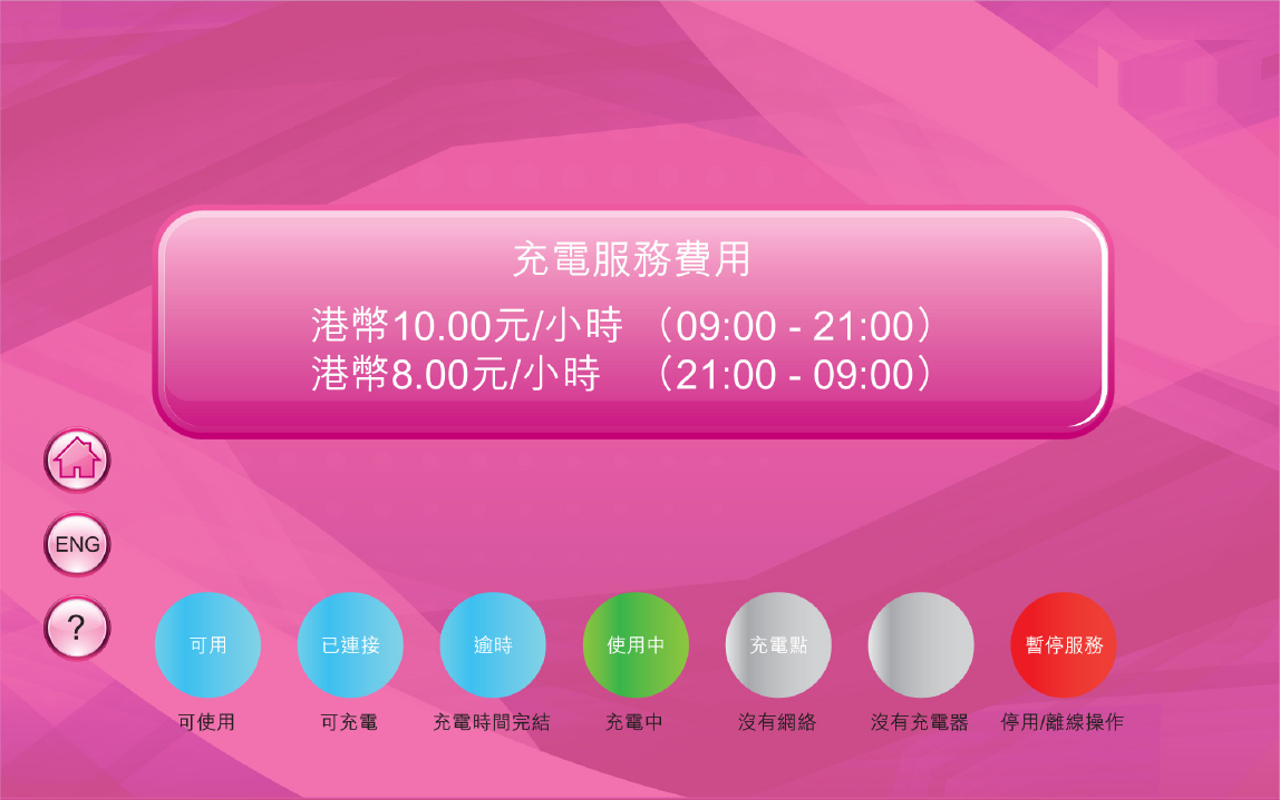 充電服務費用
港幣10.00元/小時 （09:00 - 21:00）
港幣8.00元/小時 （21:00 - 09:00）
ENG
?
可用
已連接
逾時
使用中
充電點
暫停服務
可使用
可充電
充電時間完結
充電中
沒有網絡
沒有充電器
停用/離線操作